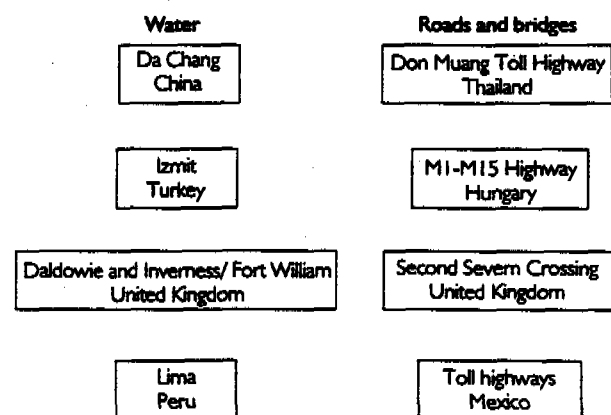 Water
Da Chang
China
Izmit
Turkey
Daldowie and Inverness/ Fort William
United Kingdom
Lima
Peru
Roads and bridges
Don Muang Toll Highway
Thailand
M1-M15 Highway
Hungary
Second Severn Crossing
United Kingdom
Toll highways
Mexico